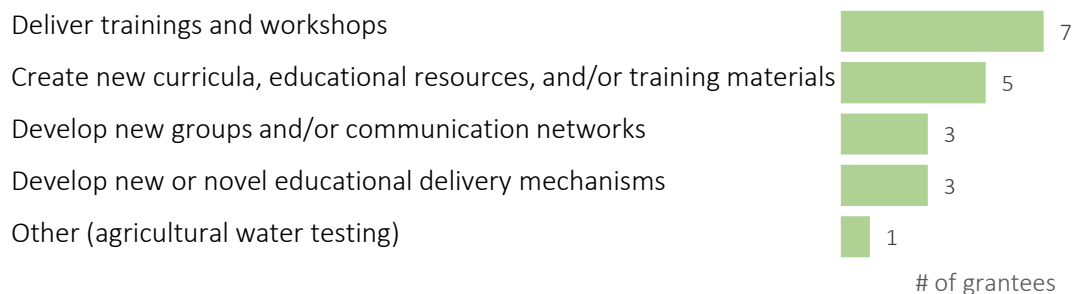 Deliver trainings and workshops 7
Create new curricula, educational resources, and/or training materials 5
Develop new groups and/or communication networks 3
Develop new or novel educational delivery mechanisms 3
Other (agricultural water testing) 1
# of grantees